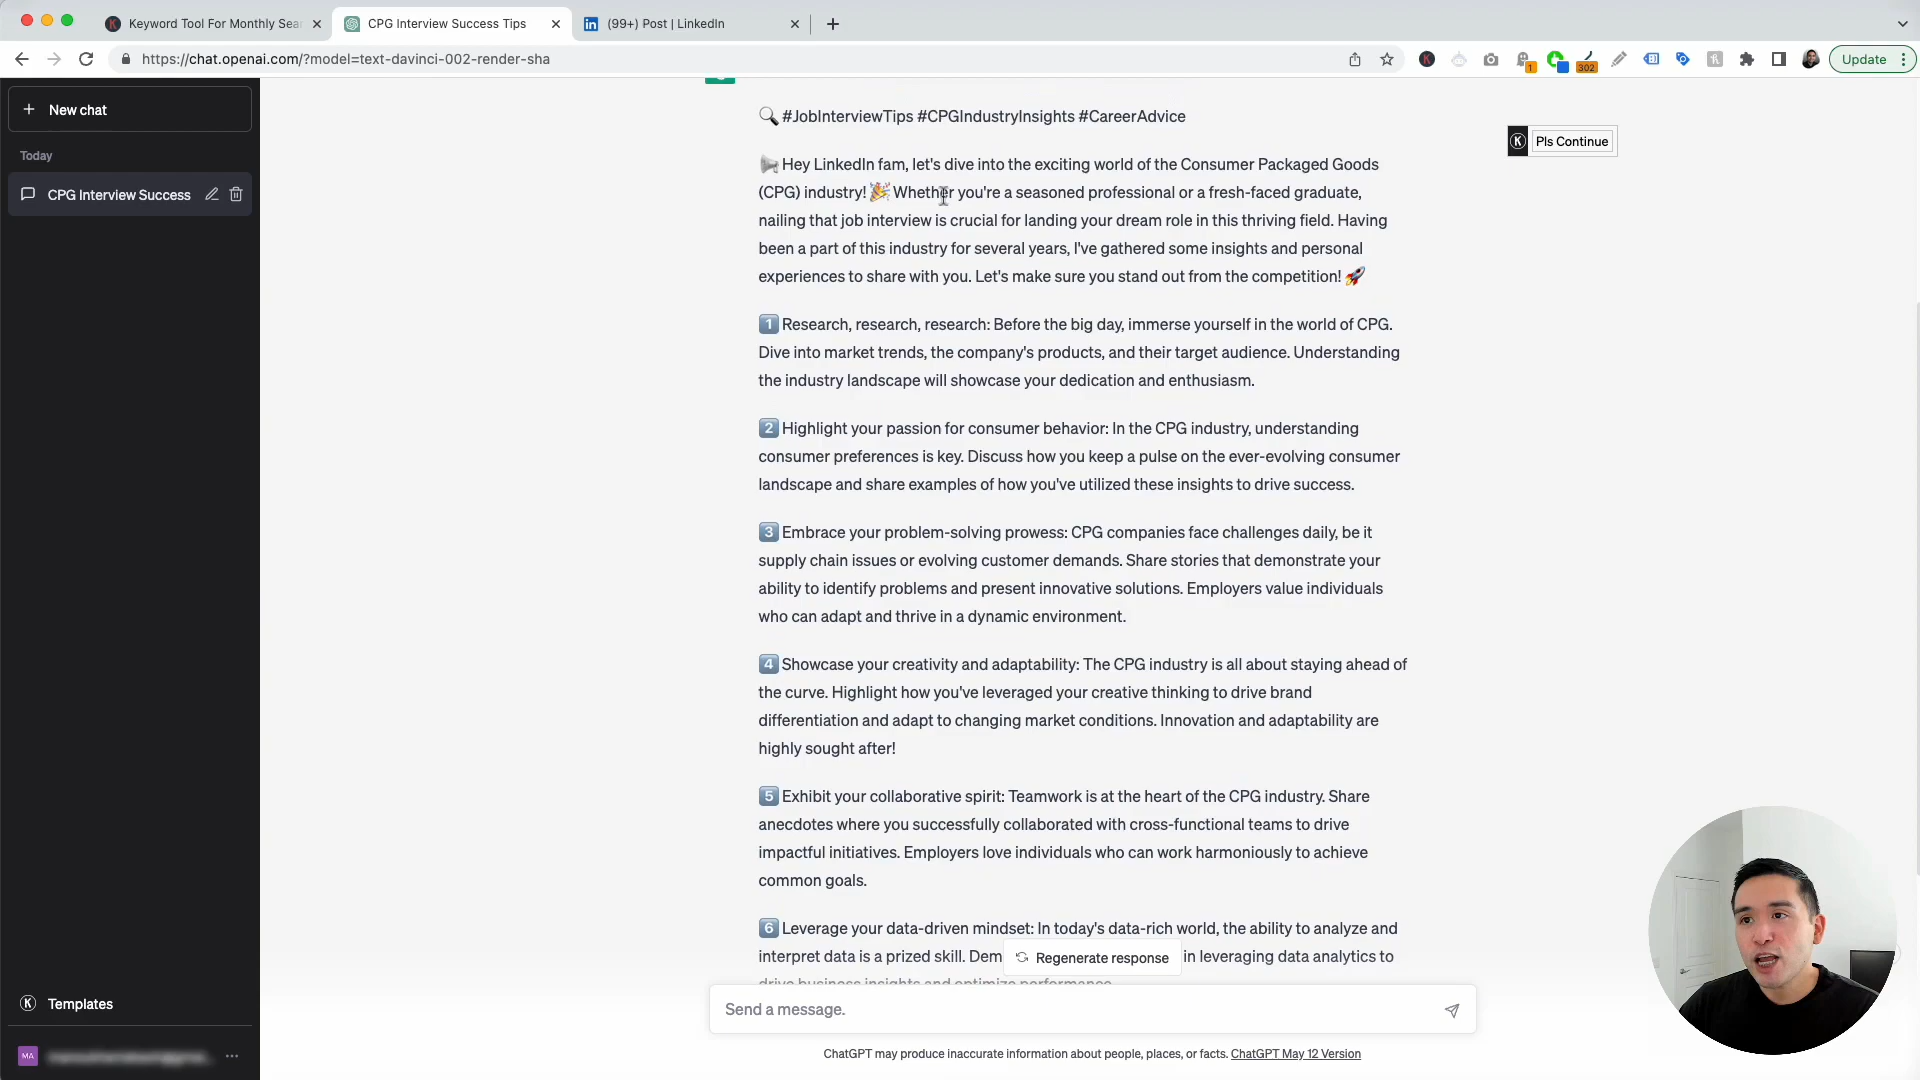 Keyword Tool For Monthly Sear
CPG Interview Success Tips
(99+) Post | LinkedIn
https://chat.openai.com/?model=text-davinci-002-render-sha
1
302
Update
New chat
Today
CPG Interview Success
Templates
MA
🔍 #JobInterviewTips #CPGIndustryInsights #CareerAdvice
Pls Continue
📢 Hey LinkedIn fam, let's dive into the exciting world of the Consumer Packaged Goods
(CPG) industry! 🎉 Whether you're a seasoned professional or a fresh-faced graduate,
nailing that job interview is crucial for landing your dream role in this thriving field. Having
been a part of this industry for several years, I've gathered some insights and personal
experiences to share with you. Let's make sure you stand out from the competition! 🚀
1️⃣ Research, research, research: Before the big day, immerse yourself in the world of CPG.
Dive into market trends, the company's products, and their target audience. Understanding
the industry landscape will showcase your dedication and enthusiasm.
2️⃣ Highlight your passion for consumer behavior: In the CPG industry, understanding
consumer preferences is key. Discuss how you keep a pulse on the ever-evolving consumer
landscape and share examples of how you've utilized these insights to drive success.
3️⃣ Embrace your problem-solving prowess: CPG companies face challenges daily, be it
supply chain issues or evolving customer demands. Share stories that demonstrate your
ability to identify problems and present innovative solutions. Employers value individuals
who can adapt and thrive in a dynamic environment.
4️⃣ Showcase your creativity and adaptability: The CPG industry is all about staying ahead of
the curve. Highlight how you've leveraged your creative thinking to drive brand
differentiation and adapt to changing market conditions. Innovation and adaptability are
highly sought after!
5️⃣ Exhibit your collaborative spirit: Teamwork is at the heart of the CPG industry. Share
anecdotes where you successfully collaborated with cross-functional teams to drive
impactful initiatives. Employers love individuals who can work harmoniously to achieve
common goals.
6️⃣ Leverage your data-driven mindset: In today's data-rich world, the ability to analyze and
interpret data is a prized skill. Dem in leveraging data analytics to
Regenerate response
drive business insights and optimize performance.
Send a message.
ChatGPT may produce inaccurate information about people, places, or facts. ChatGPT May 12 Version